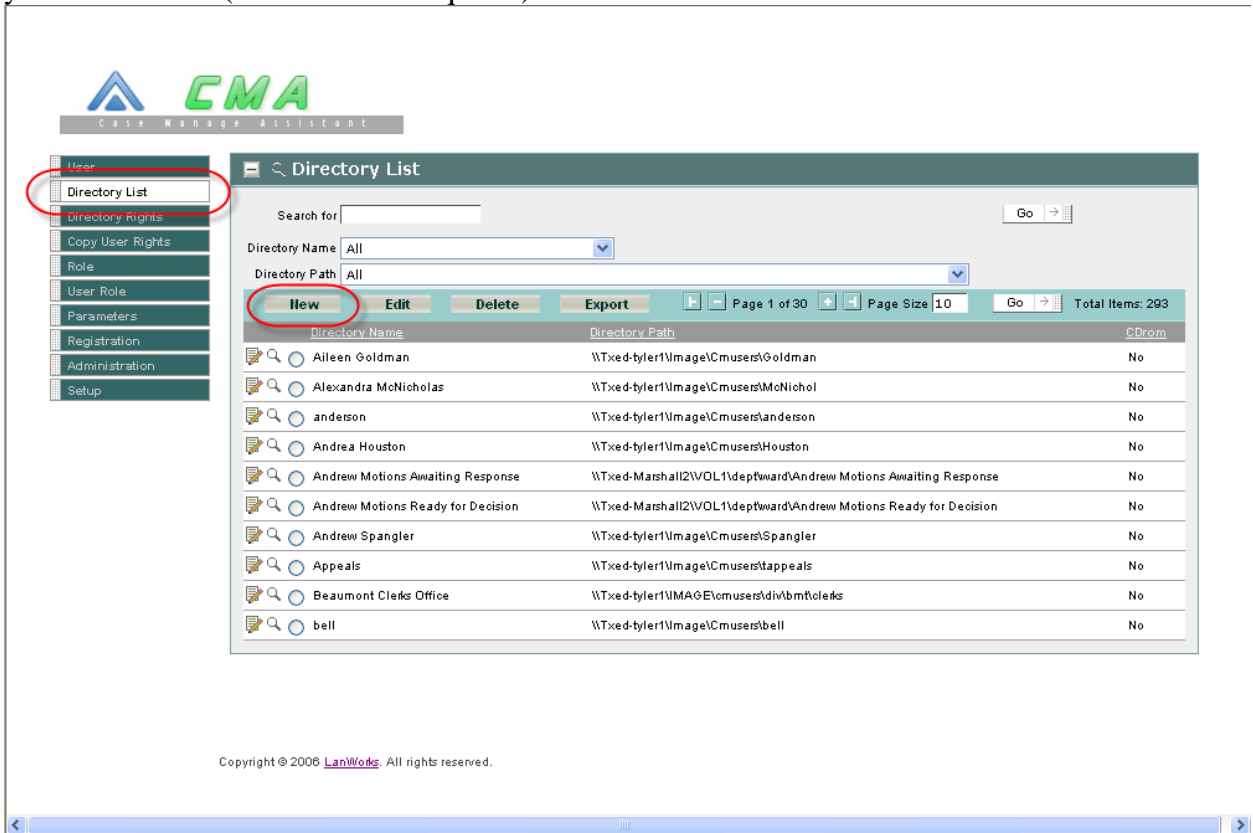 CMA
Case Manage Assistant
User
Directory List
Directory Rights
Copy User Rights
Role
User Role
Parameters
Registration
Administration
Setup
Directory List
Search for Go
Directory Name All
Directory Path All
New Edit Delete Export Page 1 of 30 Page Size 10 Go Total Items: 293
Directory Name Directory Path CDrom
Aileen Goldman \\Txed-tyler1\Image\Cmusers\Goldman No
Alexandra McNicholas \\Txed-tyler1\Image\Cmusers\McNichol No
anderson \\Txed-tyler1\Image\Cmusers\anderson No
Andrea Houston \\Txed-tyler1\Image\Cmusers\Houston No
Andrew Motions Awaiting Response \\Txed-Marshall2\VOL1\dept\ward\Andrew Motions Awaiting Response No
Andrew Motions Ready for Decision \\Txed-Marshall2\VOL1\dept\ward\Andrew Motions Ready for Decision No
Andrew Spangler \\Txed-tyler1\Image\Cmusers\Spangler No
Appeals \\Txed-tyler1\Image\Cmusers\tappeals No
Beaumont Clerks Office \\Txed-tyler1\IMAGE\cmusers\div\bmt\clerks No
bell \\Txed-tyler1\Image\Cmusers\bell No
Copyright © 2006 LanWorks. All rights reserved.